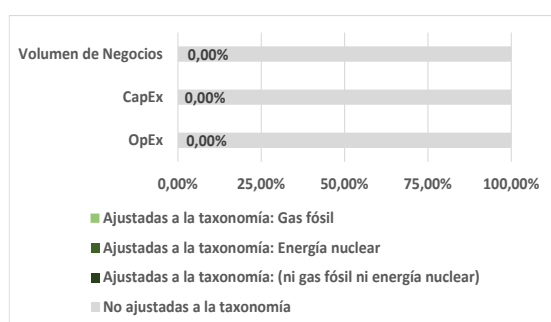 Volumen de Negocios 0,00%
CapEx 0,00%
OpEx 0,00%
0,00% 25,00% 50,00% 75,00% 100,00%
Ajustadas a la taxonomía: Gas fósil
Ajustadas a la taxonomía: Energía nuclear
Ajustadas a la taxonomía: (ni gas fósil ni energía nuclear)
No ajustadas a la taxonomía